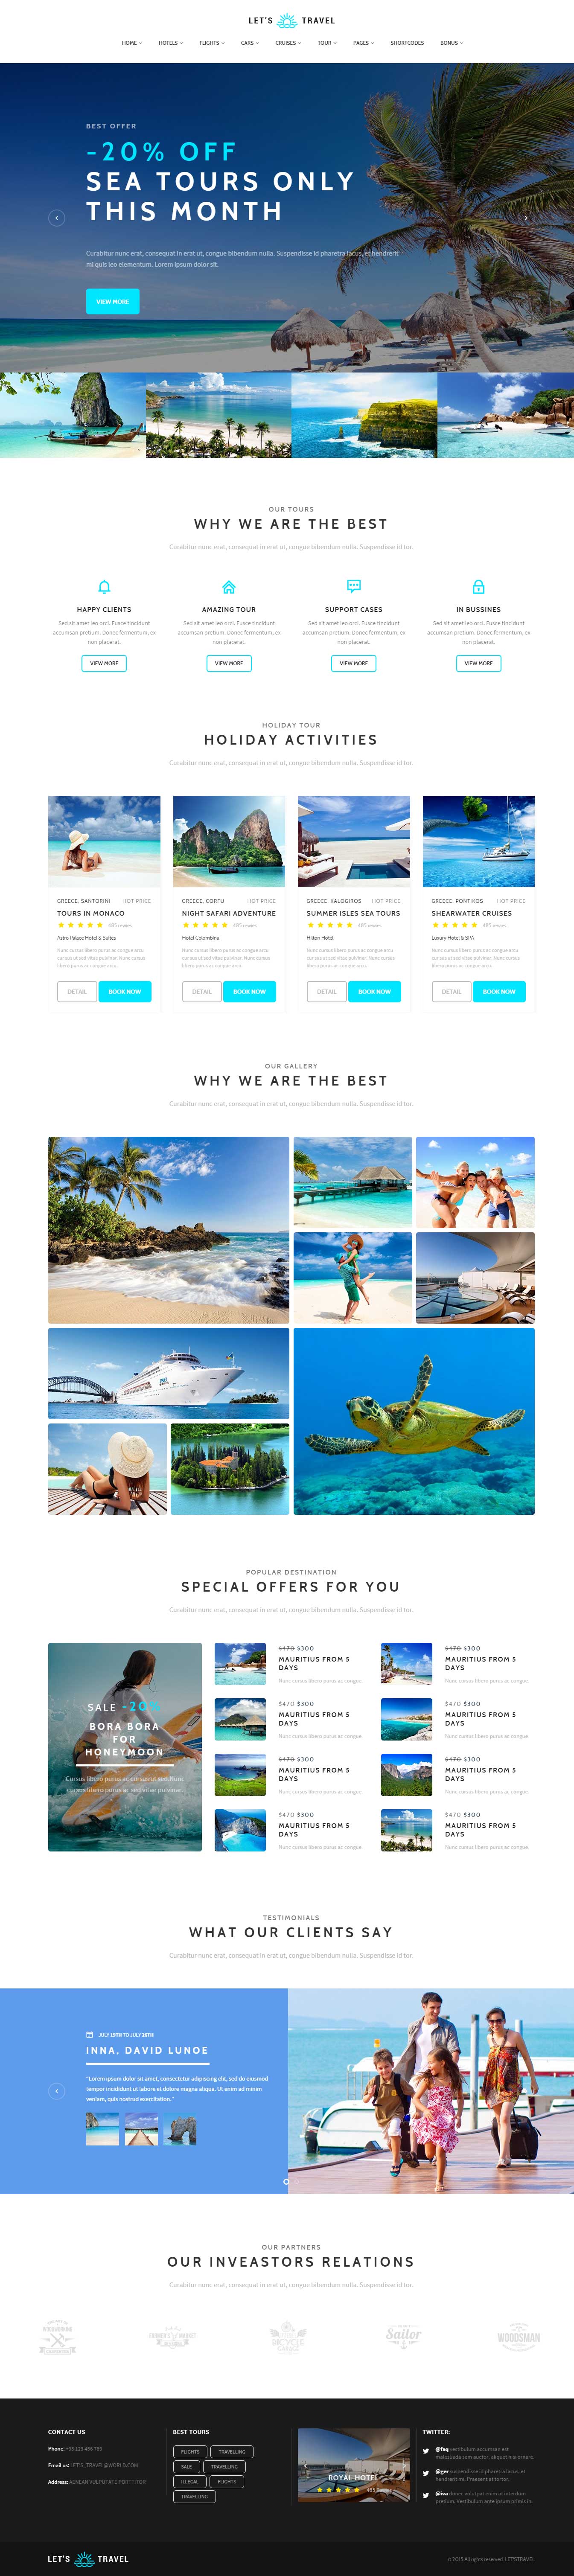 LET'S TRAVEL
HOME HOTELS FLIGHTS CARS CRUISES TOUR PAGES SHORTCODES BONUS
BEST OFFER
-20% OFF
SEA TOURS ONLY
THIS MONTH
Curabitur nunc erat, consequat in erat ut, congue bibendum nulla. Suspendisse id pharetra lacus, et hendrerit
mi quis leo elementum. Lorem ipsum dolor sit.
VIEW MORE
OUR TOURS
WHY WE ARE THE BEST
Curabitur nunc erat, consequat in erat ut, congue bibendum nulla. Suspendisse id tor.
HAPPY CLIENTS AMAZING TOUR SUPPORT CASES IN BUSSINES
Sed sit amet leo orci. Fusce tincidunt Sed sit amet leo orci. Fusce tincidunt Sed sit amet leo orci. Fusce tincidunt Sed sit amet leo orci. Fusce tincidunt
accumsan pretium. Donec fermentum, ex accumsan pretium. Donec fermentum, ex accumsan pretium. Donec fermentum, ex accumsan pretium. Donec fermentum, ex
non placerat. non placerat. non placerat. non placerat.
VIEW MORE VIEW MORE VIEW MORE VIEW MORE
HOLIDAY TOUR
HOLIDAY ACTIVITIES
Curabitur nunc erat, consequat in erat ut, congue bibendum nulla. Suspendisse id tor.
GREECE, SANTORINI HOT PRICE GREECE, CORFU HOT PRICE GREECE, KALOGIROS HOT PRICE GREECE, PONTIKOS HOT PRICE
TOURS IN MONACO NIGHT SAFARI ADVENTURE SUMMER ISLES SEA TOURS SHEARWATER CRUISES
485 reviews 485 reviews 485 reviews 485 reviews
Astro Palace Hotel & Suites Hotel Colombina Hilton Hotel Luxury Hotel & SPA
Nunc cursus libero purus ac congue arcu Nunc cursus libero purus ac congue arcu Nunc cursus libero purus ac congue arcu Nunc cursus libero purus ac congue arcu
cursus ut sed vitae pulvinar. Nunc cursus cursus ut sed vitae pulvinar. Nunc cursus cursus ut sed vitae pulvinar. Nunc cursus cursus ut sed vitae pulvinar. Nunc cursus
libero purus ac congue arcu. libero purus ac congue arcu. libero purus ac congue arcu. libero purus ac congue arcu.
DETAIL BOOK NOW DETAIL BOOK NOW DETAIL BOOK NOW DETAIL BOOK NOW
OUR GALLERY
WHY WE ARE THE BEST
Curabitur nunc erat, consequat in erat ut, congue bibendum nulla. Suspendisse id tor.
POPULAR DESTINATION
SPECIAL OFFERS FOR YOU
Curabitur nunc erat, consequat in erat ut, congue bibendum nulla. Suspendisse id tor.
SALE -20%
BORA BORA
FOR
HONEYMOON
Cursus libero purus ac congue ut sed Nunc
cursus libero purus ac sed vitae pulvinar.
$470 $300 $470 $300
MAURITIUS FROM 5 MAURITIUS FROM 5
DAYS DAYS
Nunc cursus libero purus ac congue Nunc cursus libero purus ac congue
$470 $300 $470 $300
MAURITIUS FROM 5 MAURITIUS FROM 5
DAYS DAYS
Nunc cursus libero purus ac congue Nunc cursus libero purus ac congue
$470 $300 $470 $300
MAURITIUS FROM 5 MAURITIUS FROM 5
DAYS DAYS
Nunc cursus libero purus ac congue Nunc cursus libero purus ac congue
$470 $300 $470 $300
MAURITIUS FROM 5 MAURITIUS FROM 5
DAYS DAYS
Nunc cursus libero purus ac congue Nunc cursus libero purus ac congue
TESTIMONIALS
WHAT OUR CLIENTS SAY
Curabitur nunc erat, consequat in erat ut, congue bibendum nulla. Suspendisse id tor.
JULY 19TH TO JULY 26TH
INNA, DAVID LUNOE
"Lorem ipsum dolor sit amet, consectetur adipiscing elit, sed do eiusmod
tempor incididunt ut labore et dolore magna aliqua. Ut enim ad minim
veniam, quis nostrud exercitation."
OUR PARTNERS
OUR INVEASTORS RELATIONS
Curabitur nunc erat, consequat in erat ut, congue bibendum nulla. Suspendisse id tor.
WOODWORKING FARMER'S MARKET BICYCLE Sailor WOODSMAN
CONTACT US BEST TOURS TWITTER:
Phone: +93 123 456 789
Email us: LET'S_TRAVEL@WORLD.COM
Address: AENEAN VULPUTATE PORTTITOR
FLIGHTS TRAVELLING
SALE TRAVELLING
ILLEGAL FLIGHTS
TRAVELLING
ROYAL HOTEL
485
@faq vestibulum accumsan est
malesuada sem auctor, aliquet nisi ornare.
@ger suspendisse id pharetra lacus, et
hendrerit mi. Praesent at tortor.
@iva donec volutpat enim at interdum
pretium. Vestibulum ante ipsum primis in.
LET'S TRAVEL
© 2015 All rights reserved. LET'STRAVEL